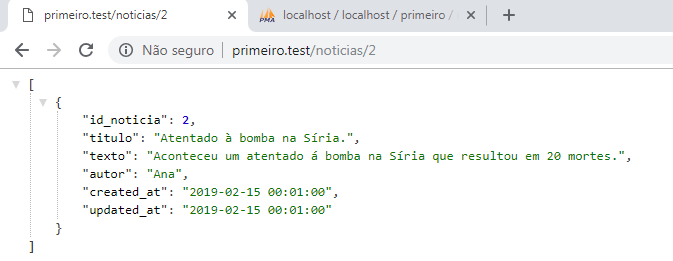 primeiro.test/noticias/2
PMA
localhost / localhost / primeiro /
Não seguro | primeiro.test/noticias/2
[
{
"id_noticia": 2,
"titulo": "Atentado à bomba na Síria.",
"texto": "Aconteceu um atentado á bomba na Síria que resultou em 20 mortes.",
"autor": "Ana",
"created_at": "2019-02-15 00:01:00",
"updated_at": "2019-02-15 00:01:00"
}
]